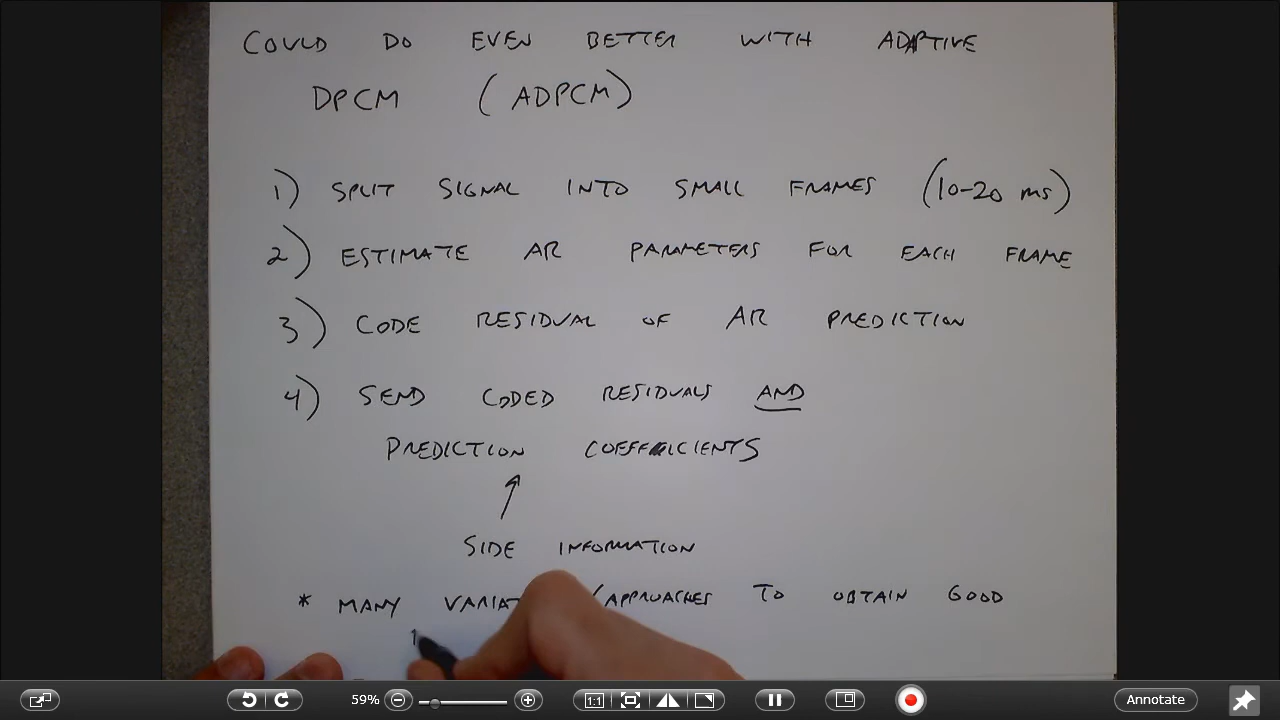 COULD DO EVEN BETTER WITH ADAPTIVE
DPCM (ADPCM)
1) SPLIT SIGNAL INTO SMALL FRAMES (10-20 ms)
2) ESTIMATE AR PARAMETERS FOR EACH FRAME
3) CODE RESIDUAL OF AR PREDICTION
4) SEND CODED RESIDUALS AND
PREDICTION COEFFICIENTS
SIDE INFORMATION
* MANY /APPROACHES TO OBTAIN GOOD
59% 1:1 Annotate